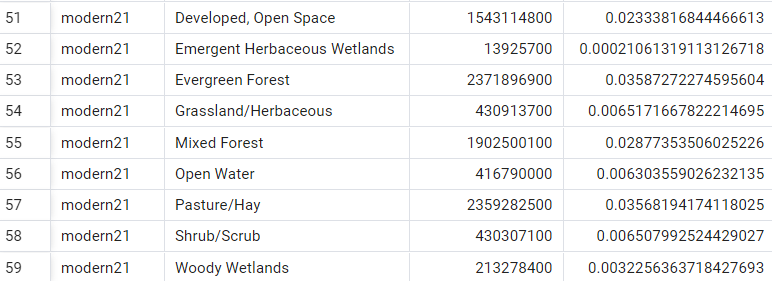 51 modern21 Developed, Open Space 1543114800 0.02333816844466613
52 modern21 Emergent Herbaceous Wetlands 13925700 0.00021061319113126718
53 modern21 Evergreen Forest 2371896900 0.03587272274595604
54 modern21 Grassland/Herbaceous 430913700 0.0065171667822214695
55 modern21 Mixed Forest 1902500100 0.02877353506025226
56 modern21 Open Water 416790000 0.006303559026232135
57 modern21 Pasture/Hay 2359282500 0.03568194174118025
58 modern21 Shrub/Scrub 430307100 0.006507992524429027
59 modern21 Woody Wetlands 213278400 0.0032256363718427693